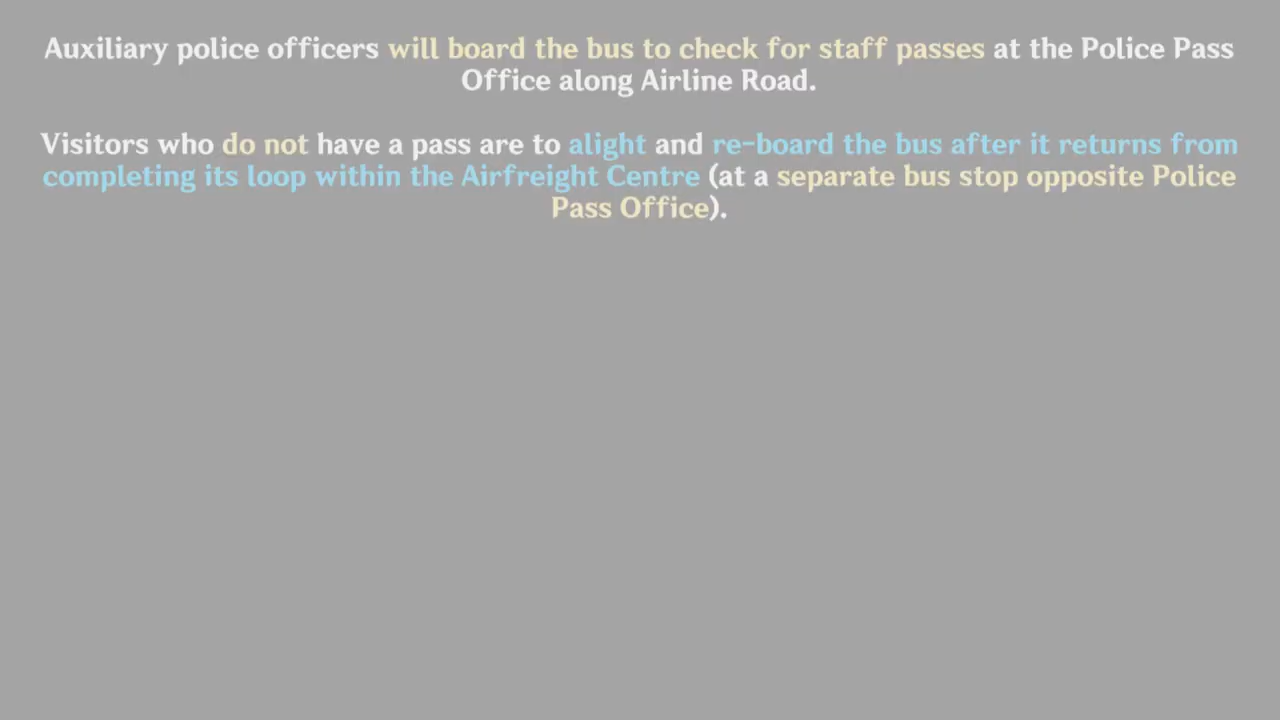 Auxiliary police officers will board the bus to check for staff passes at the Police Pass
Office along Airline Road.
Visitors who do not have a pass are to alight and re-board the bus after it returns from
completing its loop within the Airfreight Centre (at a separate bus stop opposite Police
Pass Office).